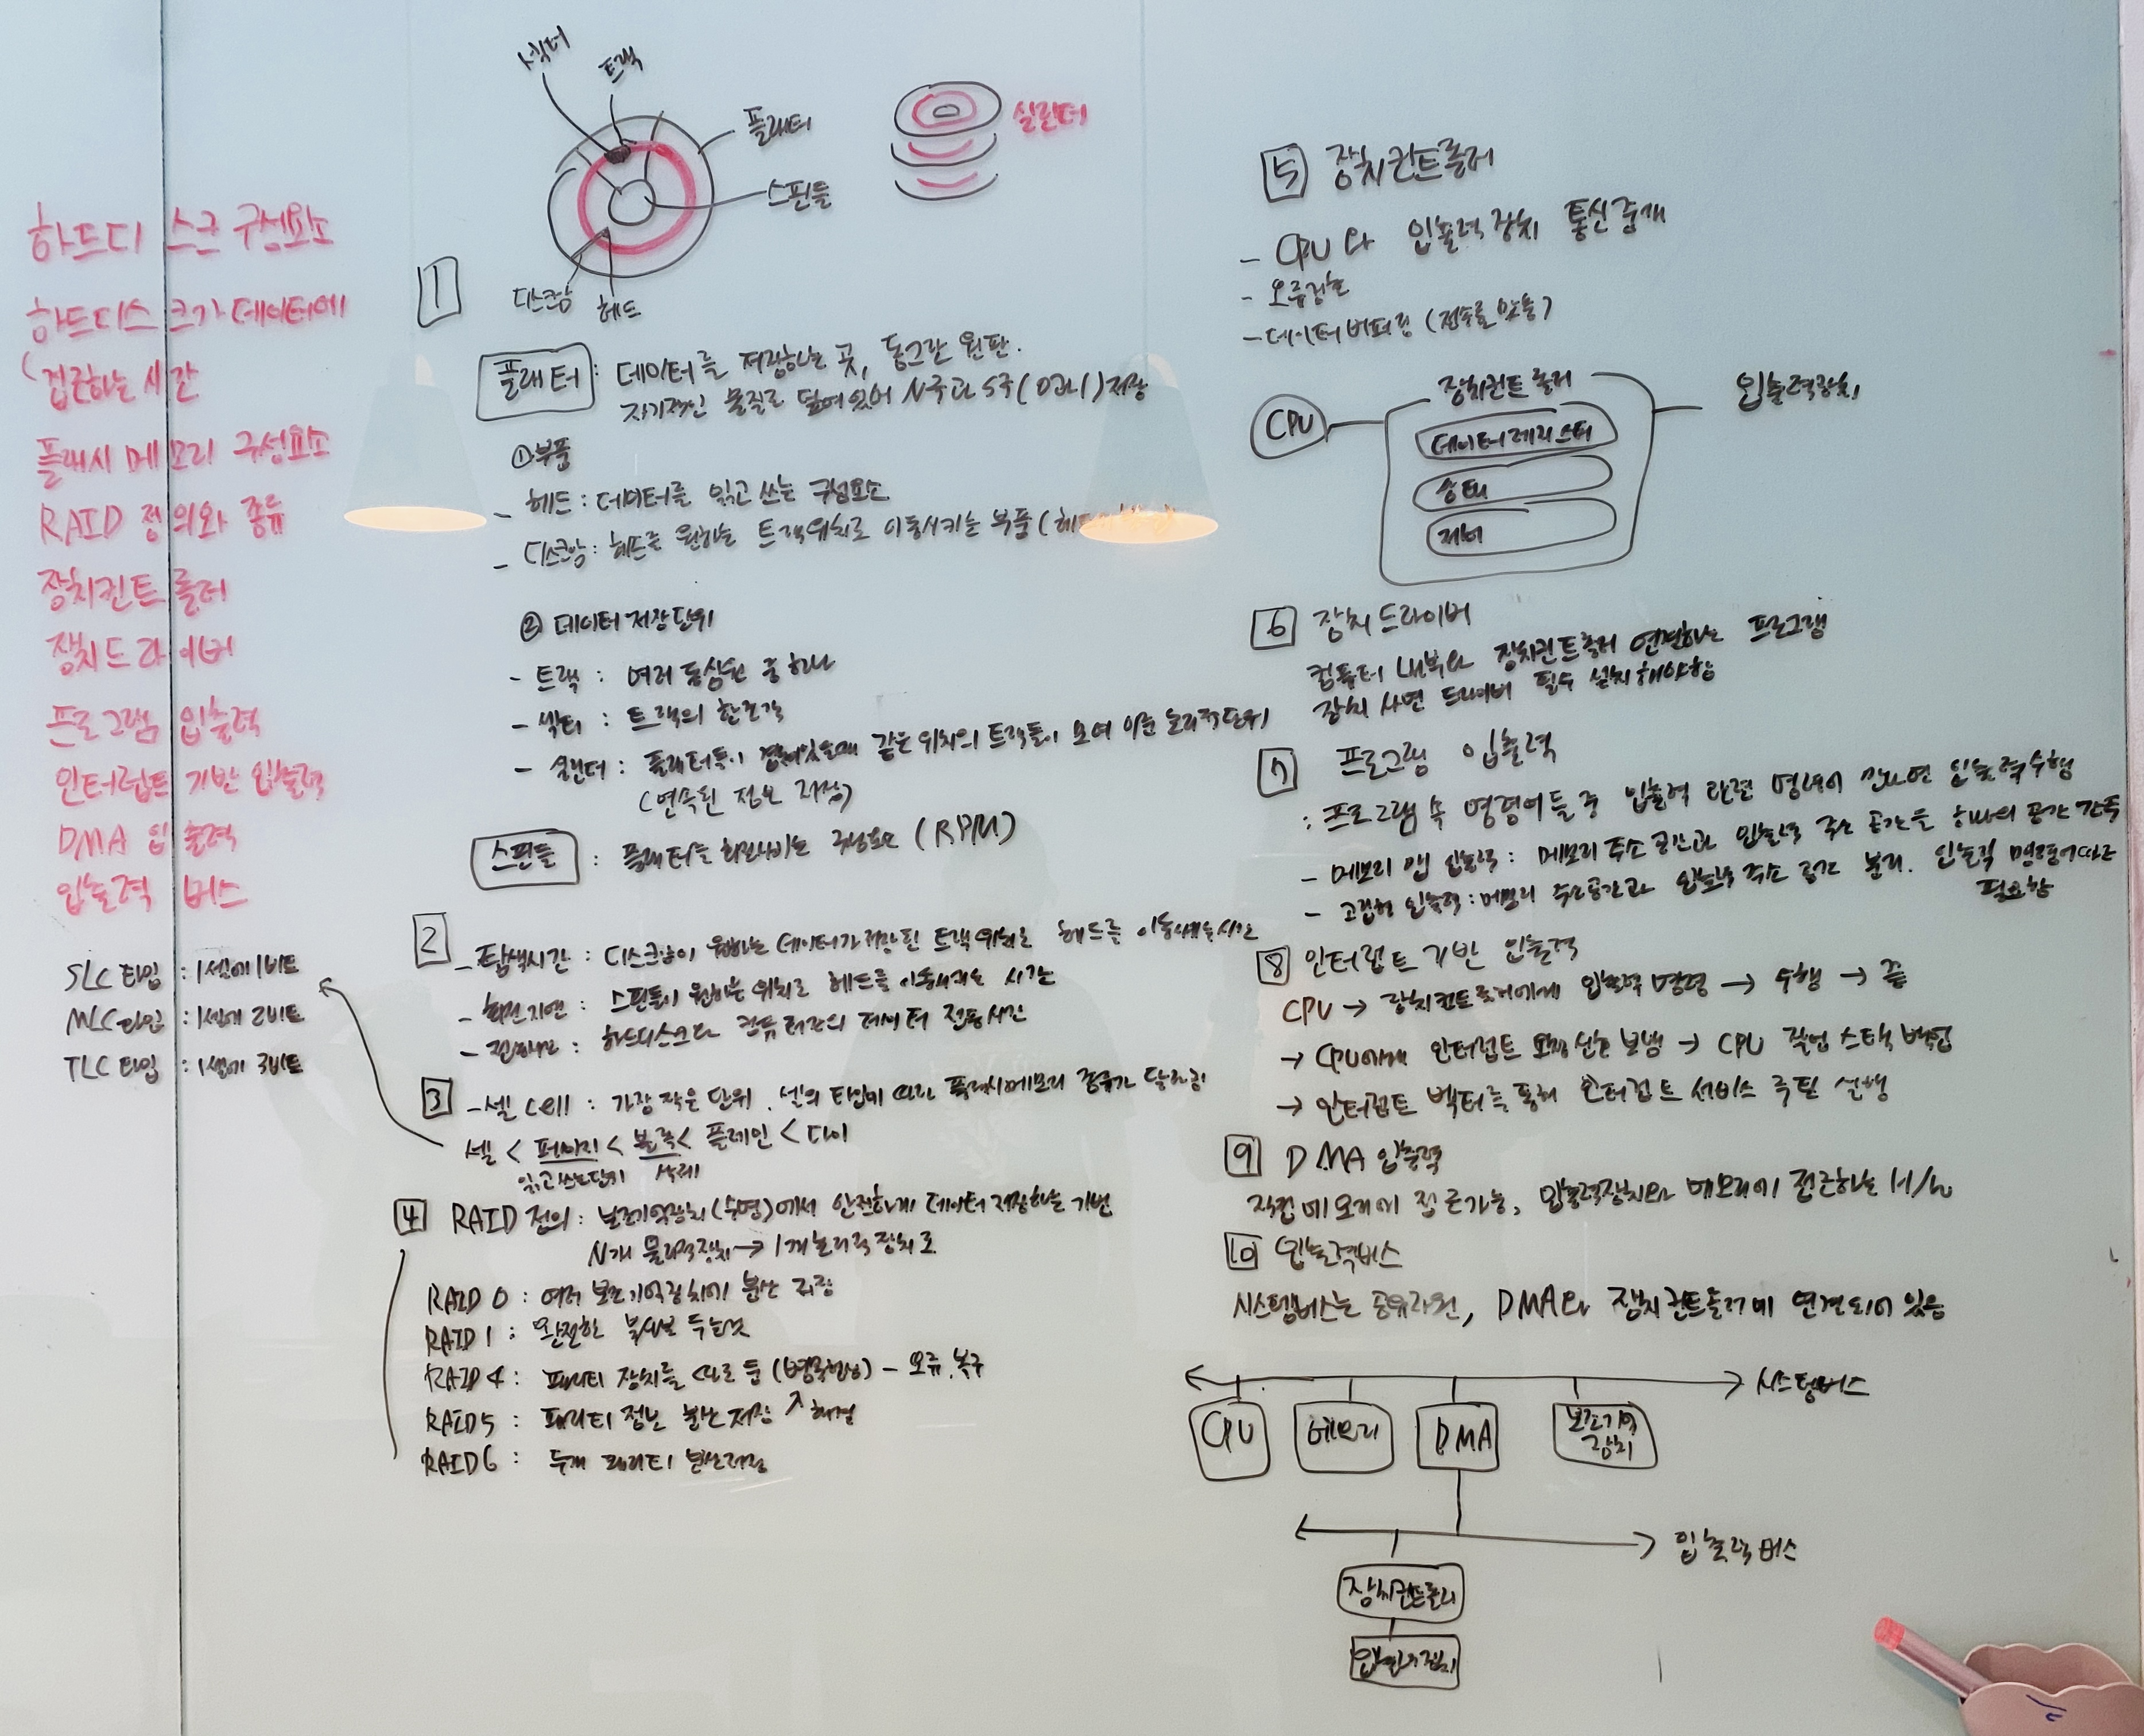 하드디스크 구성요소
하드디스크가 데이터에
접근하는 시간
플래시 메모리 구성요소
RAID 정의와 종류
장치컨트롤러
장치드라이버
프로그램 입출력
인터럽트 기반 입출력
DMA 입출력
입출력 버스
SLC 타입 : 1셀에 1비트
MLC 타입 : 1셀에 2비트
TLC 타입 : 1셀에 3비트
섹터
트랙
플래터
스핀들
디스크암
헤드
실린더
1
플래터 : 데이터를 저장하는 곳, 동그란 원판.
자기적인 물질로 덮여있어 N극과 S극(0과1) 저장
① 부품
- 헤드 : 데이터를 읽고 쓰는 구성요소
- 디스크암 : 헤드를 원하는 트랙위치로 이동시키는 부품
② 데이터 저장단위
- 트랙 : 여러 동심원 중 하나
- 섹터 : 트랙의 한조각
- 실린더 : 플래터들이 겹쳐있을때 같은 위치의 트랙들이 모여 이룬 논리적단위
(연속된 정보 저장)
스핀들 : 플래터를 회전시키는 구성요소 (RPM)
2
- 탐색시간 : 디스크암이 원하는 데이터가 저장된 트랙 위치로 헤드를 이동시키는 시간
- 회전지연 : 스핀들이 원하는 위치로 헤드를 이동시키는 시간
- 전송시간 : 하드디스크와 컴퓨터간의 데이터 전송시간
3 - 셀 cell : 가장 작은 단위. 셀의 타입에 따라 플래시메모리 종류가 달라짐
셀 < 페이지 < 블록 < 플레인 < 다이
읽고쓰는단위 삭제
4 RAID 정의 : 보조기억장치(수명)에서 안전하게 데이터 저장하는 기법
N개 물리적장치 → 1개 논리적 장치로
RAID 0 : 여러 보조기억장치에 분산 저장
RAID 1 : 완전한 복사본 두는것
RAID 4 : 패리티 장치를 따로 둠 (병목현상) - 오류.복구
RAID 5 : 패리티 정보 분산저장 ↗ 해결
RAID 6 : 두개 패리티 분산저장
5 장치컨트롤러
- CPU와 입출력장치 통신중개
- 오류검출
- 데이터 버퍼링 (전송률 맞춤)
CPU
장치컨트롤러
데이터레지스터
상태
제어
입출력장치
6 장치드라이버
컴퓨터 내부와 장치컨트롤러 연결하는 프로그램
장치 사면 드라이버 필수 설치해야함
7 프로그램 입출력
: 프로그램 속 명령어들 중 입출력 관련 명령어 만나면 입출력수행
- 메모리 맵 입출력 : 메모리 주소 공간과 입출력 주소 공간을 하나의 공간 간주
- 고립형 입출력 : 메모리 주소공간과 입출력 주소 공간 분리. 입출력 명령어 따로
필요함
8 인터럽트 기반 입출력
CPU → 장치컨트롤러에게 입출력 명령 → 수행 → 끝
→ CPU에게 인터럽트 요청 신호 보냄 → CPU 작업 스택 백업
→ 인터럽트 벡터를 통해 인터럽트 서비스 루틴 실행
9 DMA 입출력
직접 메모리에 접근가능, 입출력장치와 메모리에 접근하는 H/W
10 입출력버스
시스템버스는 공유자원, DMA와 장치컨트롤러에 연결되어 있음
시스템버스
CPU
메모리
DMA
보조기억
장치
입출력버스
장치컨트롤러
입출력장치